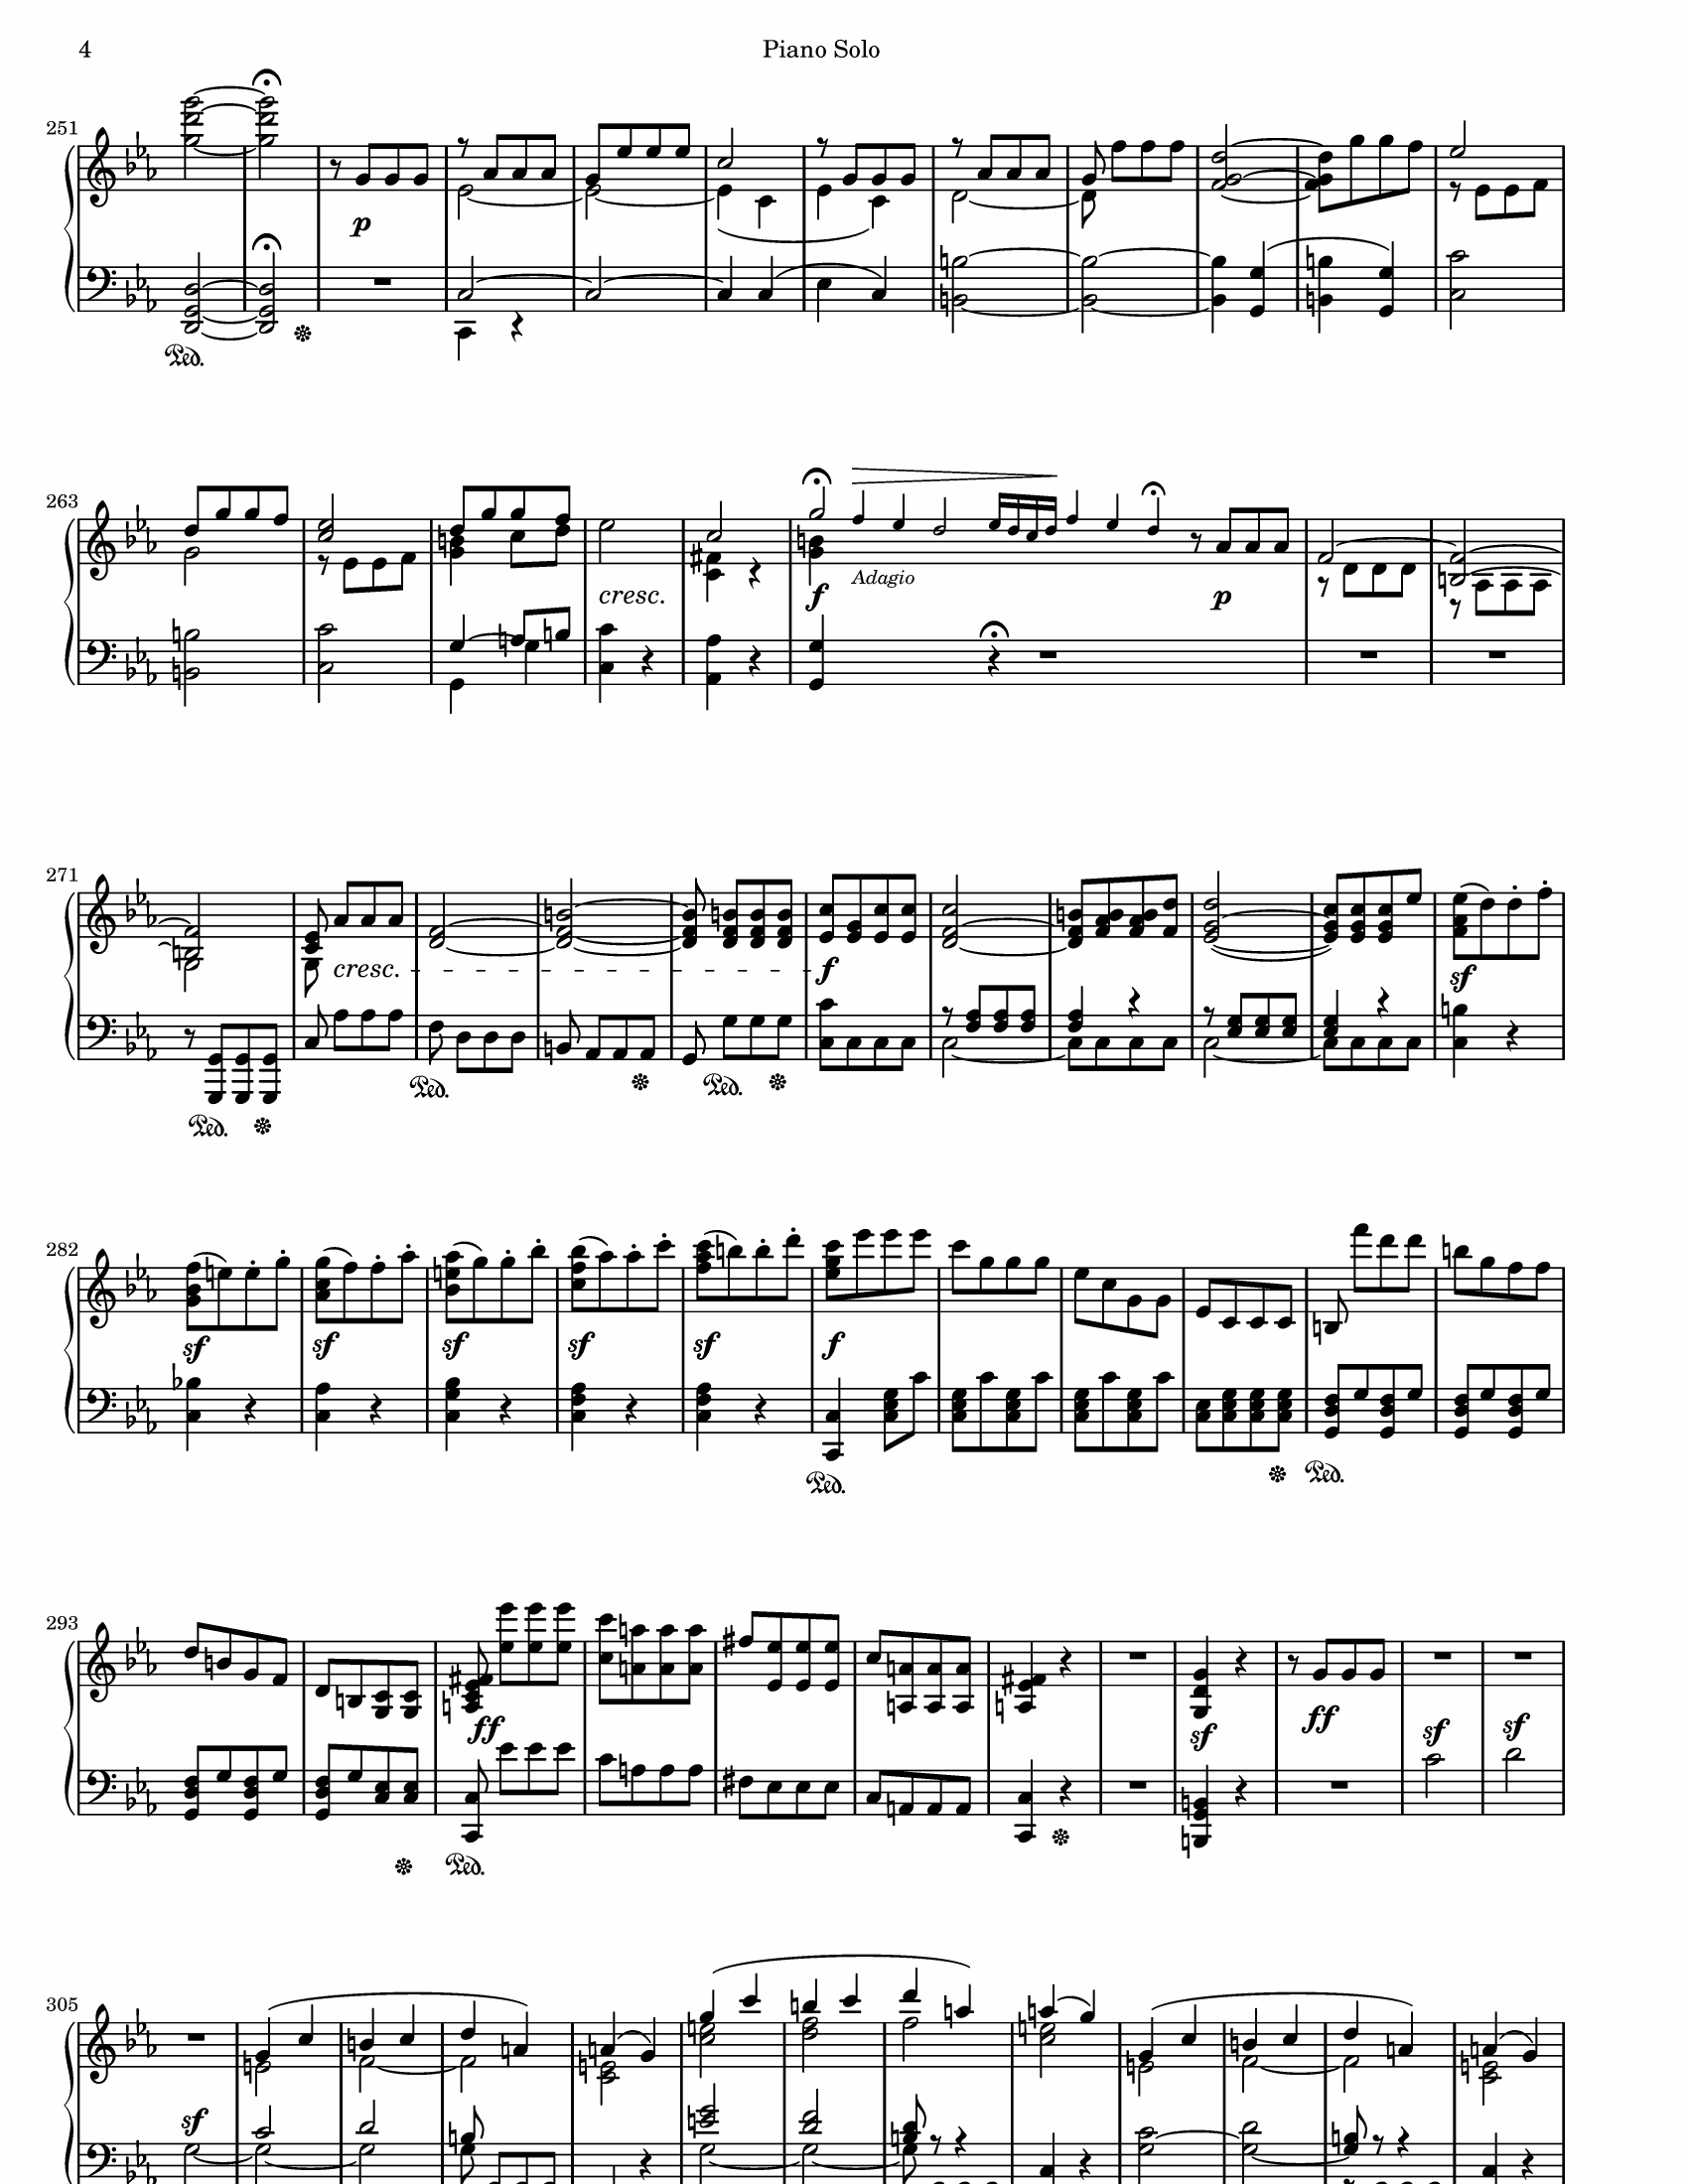 4 Piano Solo
251
p
Ped.
263
cresc.
f Adagio p
271
cresc. f sf
Ped. Ped. Ped.
282
sf sf sf sf sf f
Ped. Ped.
293
ff sf ff sf sf
Ped.
305
sf